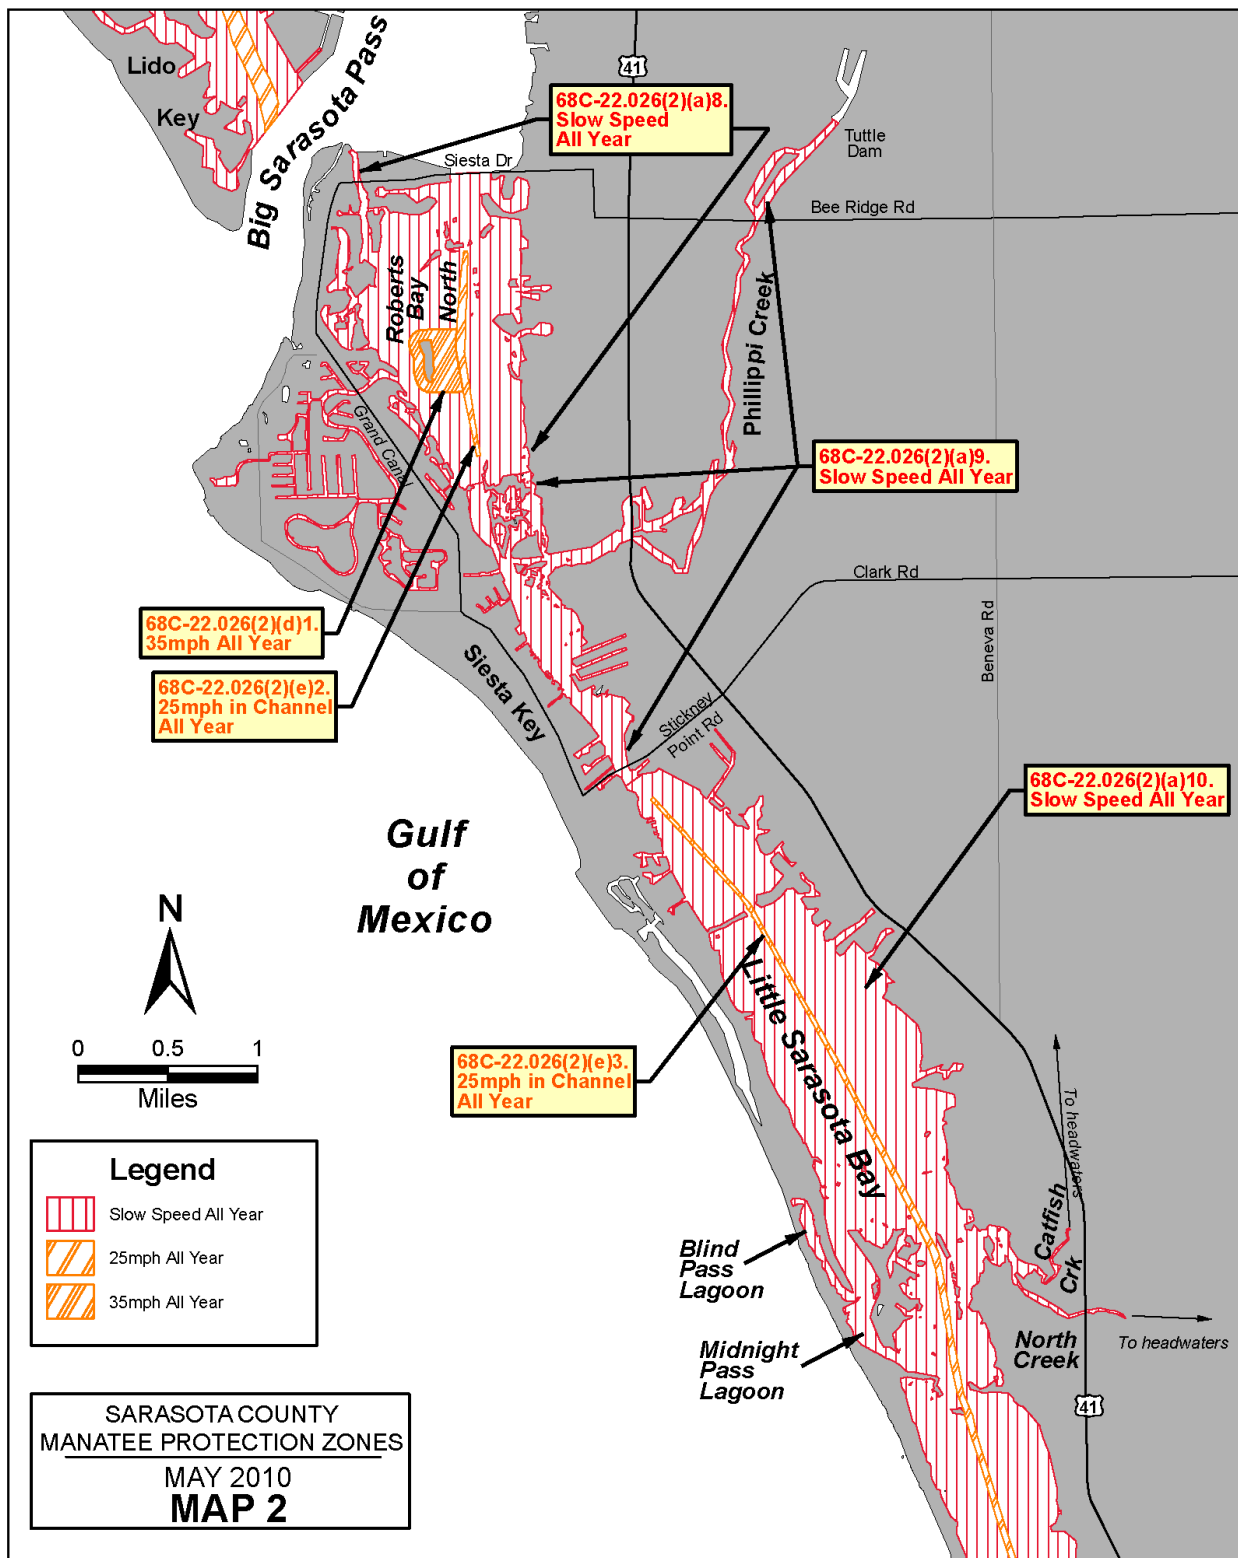 Lido
Key
Big Sarasota Pass
41
68C-22.026(2)(a)8.
Slow Speed
All Year
Tuttle
Dam
Siesta Dr
Bee Ridge Rd
Roberts
Bay
North
Phillippi Creek
Grand Canal
68C-22.026(2)(a)9.
Slow Speed All Year
Clark Rd
Beneva Rd
68C-22.026(2)(d)1.
35mph All Year
68C-22.026(2)(e)2.
25mph in Channel
All Year
Siesta Key
Stickney
Point Rd
68C-22.026(2)(a)10.
Slow Speed All Year
Gulf
of
Mexico
N
0 0.5 1
Miles
68C-22.026(2)(e)3.
25mph in Channel
All Year
Little Sarasota Bay
To headwaters
Catfish
Crk
Legend
Slow Speed All Year
25mph All Year
35mph All Year
Blind
Pass
Lagoon
Midnight
Pass
Lagoon
North
Creek
To headwaters
41
SARASOTA COUNTY
MANATEE PROTECTION ZONES
MAY 2010
MAP 2